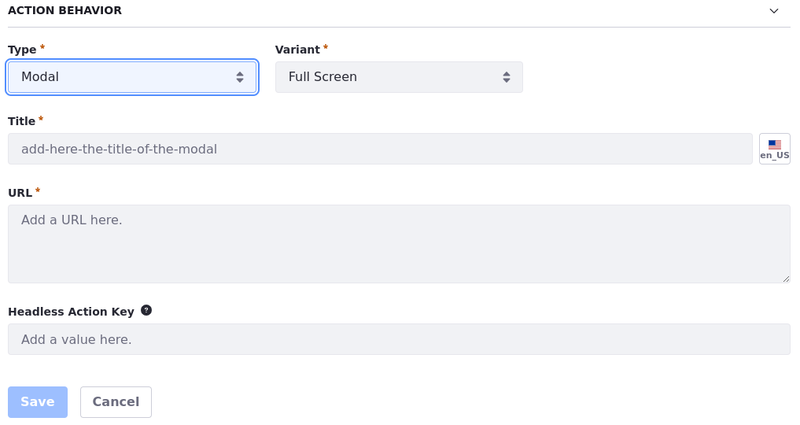 ACTION BEHAVIOR
Type * Variant *
Modal Full Screen
Title *
add-here-the-title-of-the-modal
en_US
URL *
Add a URL here.
Headless Action Key ?
Add a value here.
Save Cancel